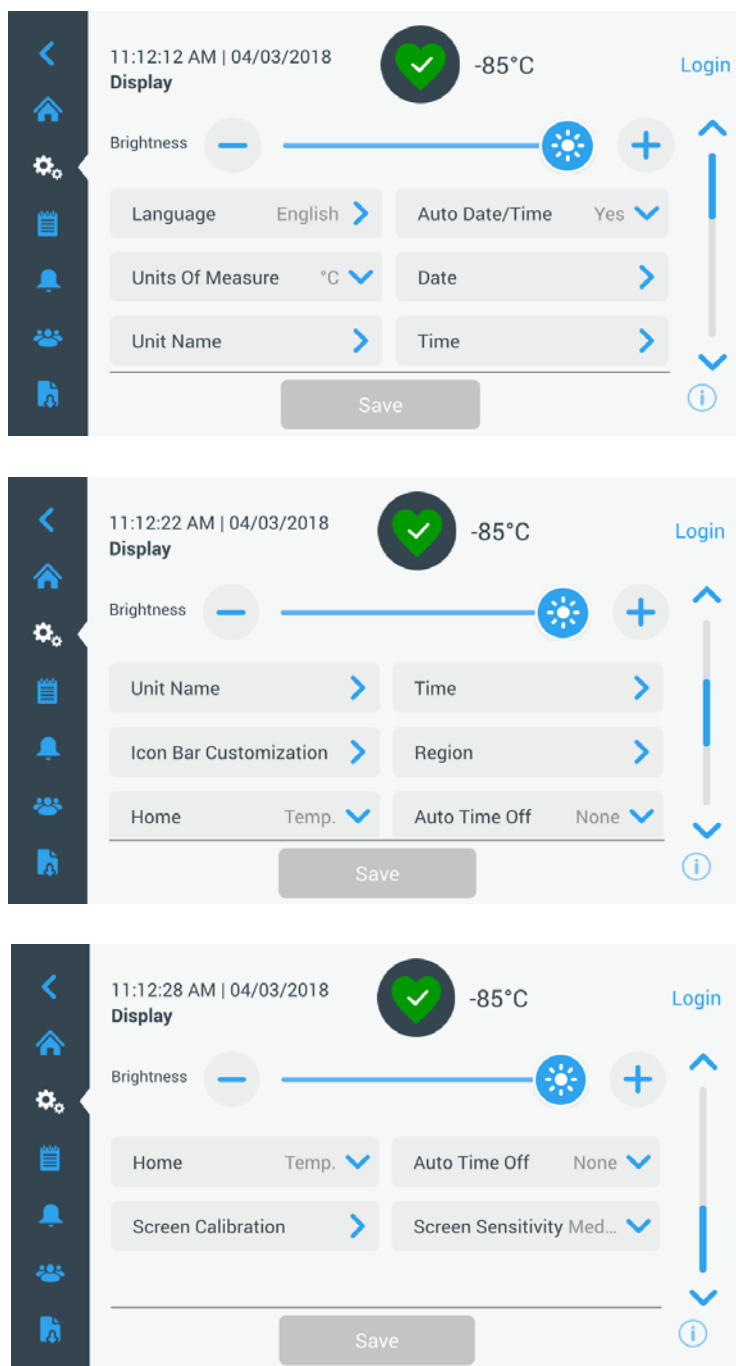 11:12:12 AM | 04/03/2018
-85°C
Login
Display
Brightness
Language English
Auto Date/Time Yes
Units Of Measure °C
Date
Unit Name
Time
Save
11:12:22 AM | 04/03/2018
-85°C
Login
Display
Brightness
Unit Name
Time
Icon Bar Customization
Region
Home Temp.
Auto Time Off None
Save
11:12:28 AM | 04/03/2018
-85°C
Login
Display
Brightness
Home Temp.
Auto Time Off None
Screen Calibration
Screen Sensitivity Med...
Save